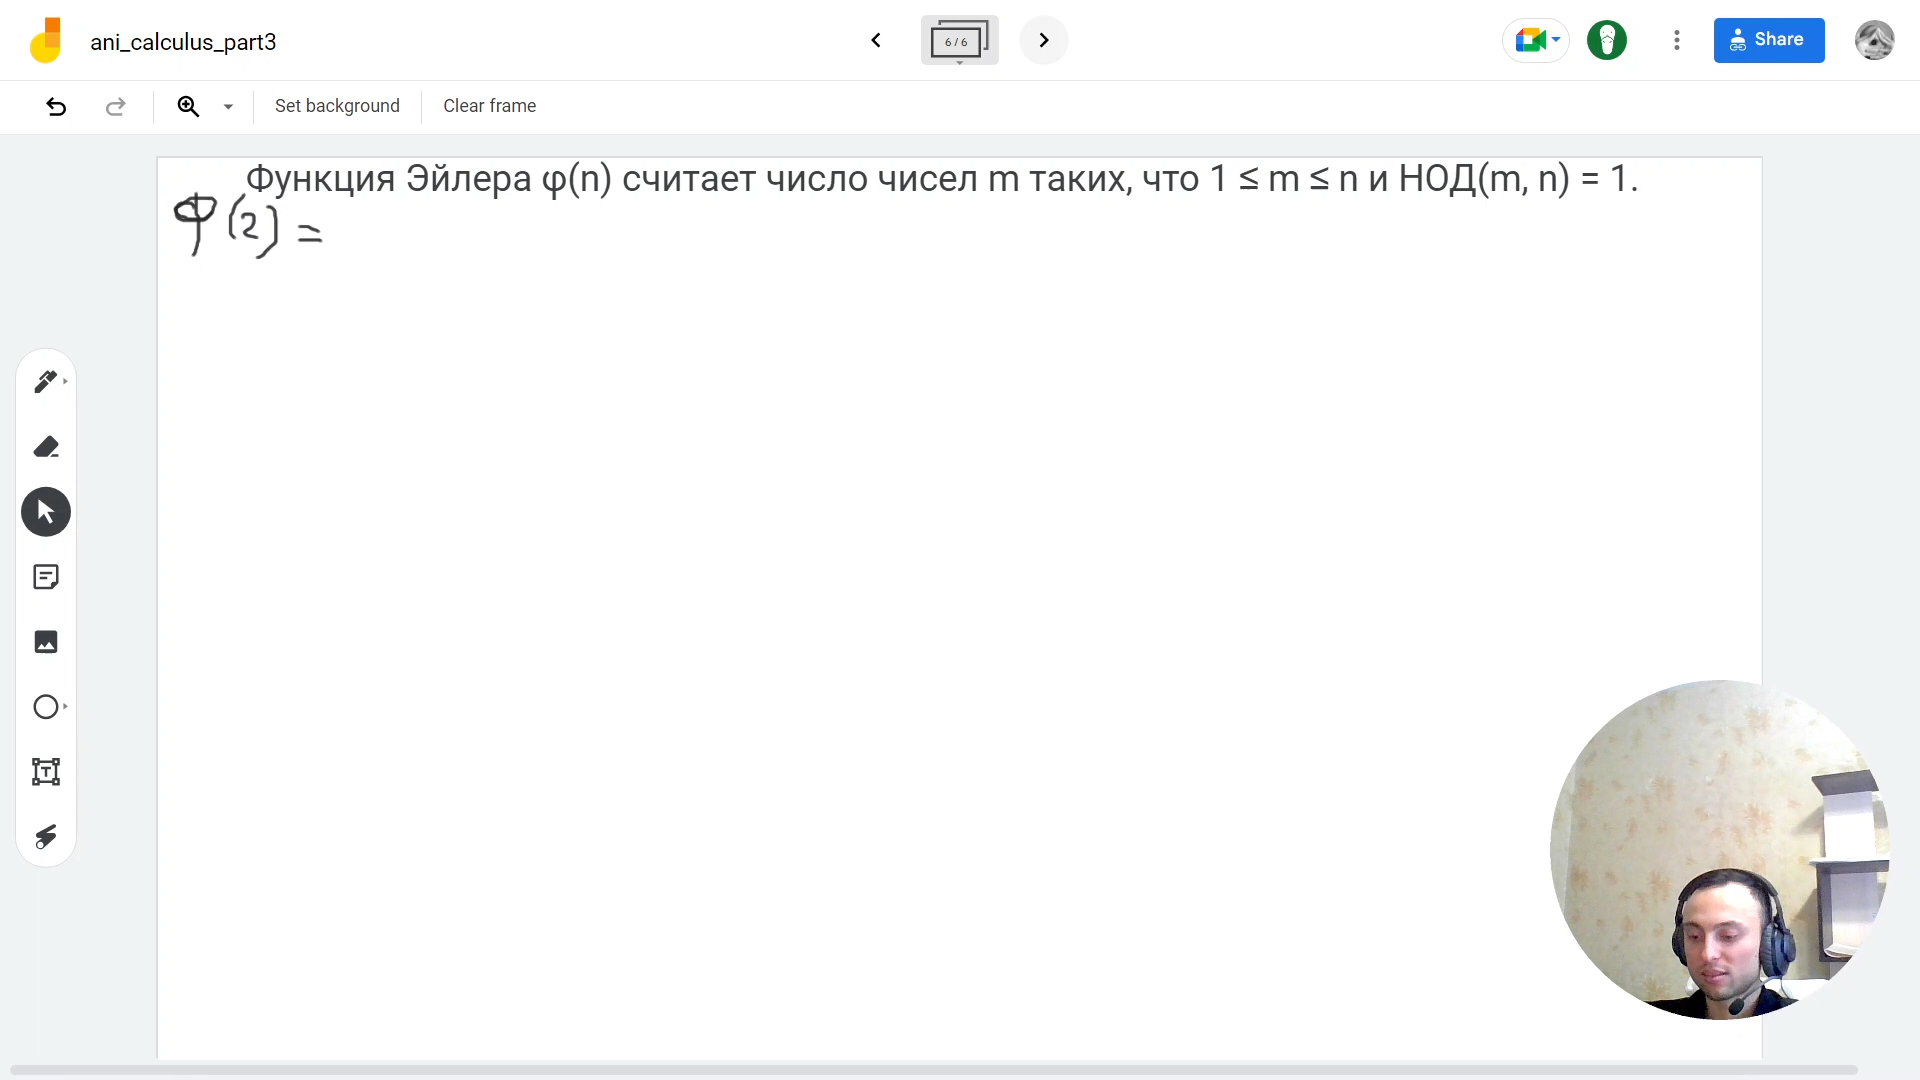 ani_calculus_part3
6 / 6
Share
Set background
Clear frame
Функция Эйлера φ(n) считает число чисел m таких, что 1 ≤ m ≤ n и НОД(m, n) = 1.
φ(2) =